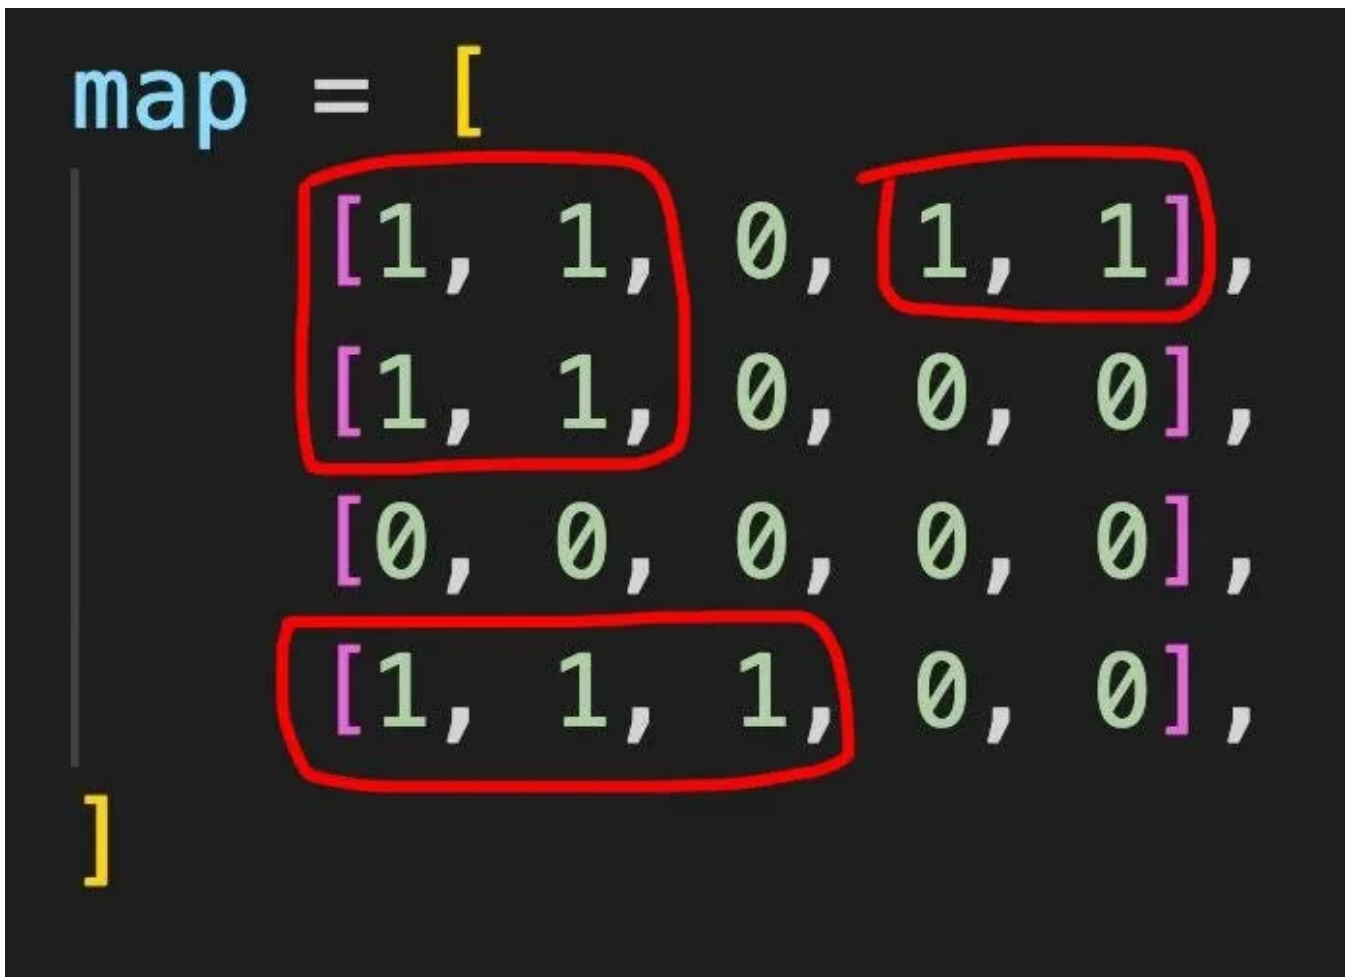 map = [
[1, 1, 0, 1, 1],
[1, 1, 0, 0, 0],
[0, 0, 0, 0, 0],
[1, 1, 1, 0, 0],
]